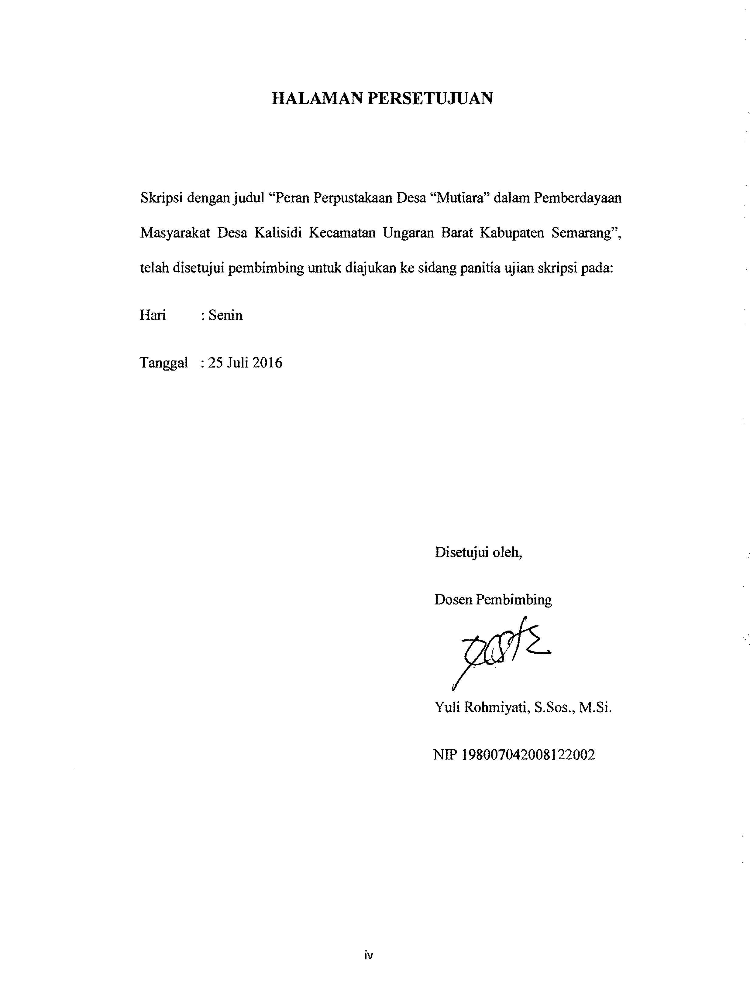 HALAMAN PERSETUJUAN
Skripsi dengan judul “Peran Perpustakaan Desa “Mutiara” dalam Pemberdayaan
Masyarakat Desa Kalisidi Kecamatan Ungaran Barat Kabupaten Semarang”,
telah disetujui pembimbing untuk diajukan ke sidang panitia ujian skripsi pada:
Hari : Senin
Tanggal : 25 Juli 2016
Disetujui oleh,
Dosen Pembimbing
Yuli Rohmiyati, S.Sos., M.Si.
NIP 198007042008122002
iv